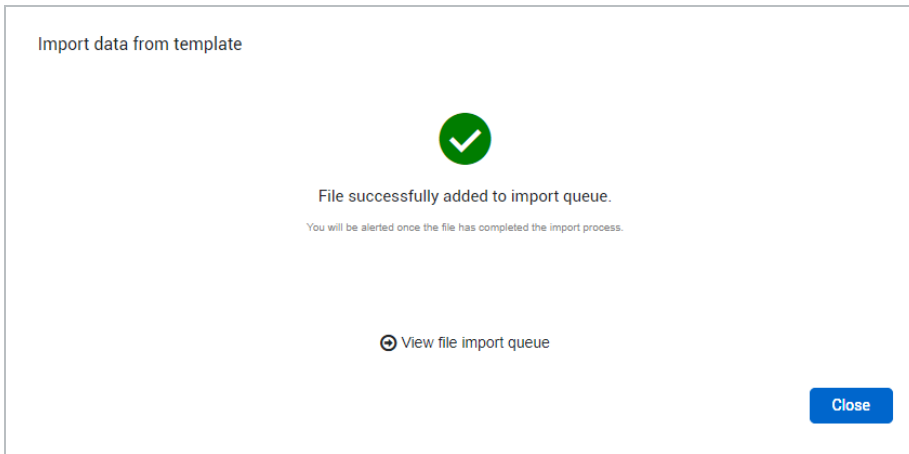 Import data from template
File successfully added to import queue.
You will be alerted once the file has completed the import process.
View file import queue
Close